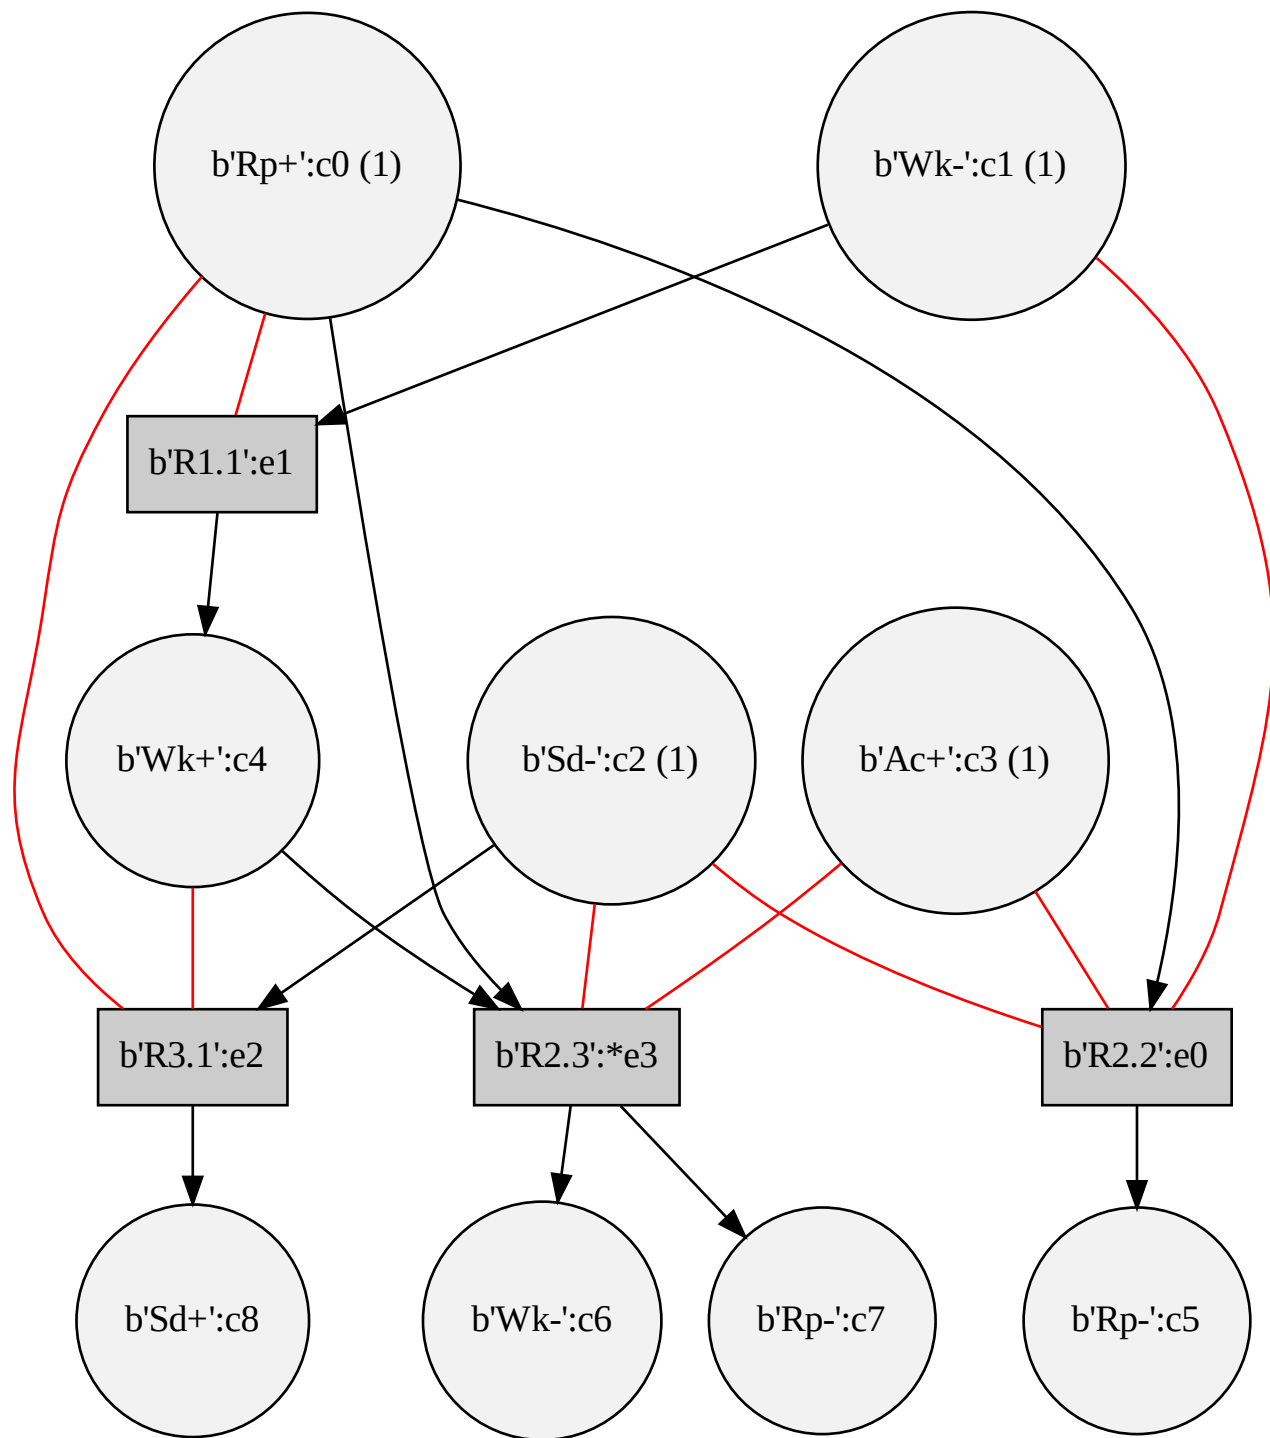 b'Rp+':c0 (1)
b'Wk-':c1 (1)
b'R1.1':e1
b'Wk+':c4
b'Sd-':c2 (1)
b'Ac+':c3 (1)
b'R3.1':e2
b'R2.3':*e3
b'R2.2':e0
b'Sd+':c8
b'Wk-':c6
b'Rp-':c7
b'Rp-':c5